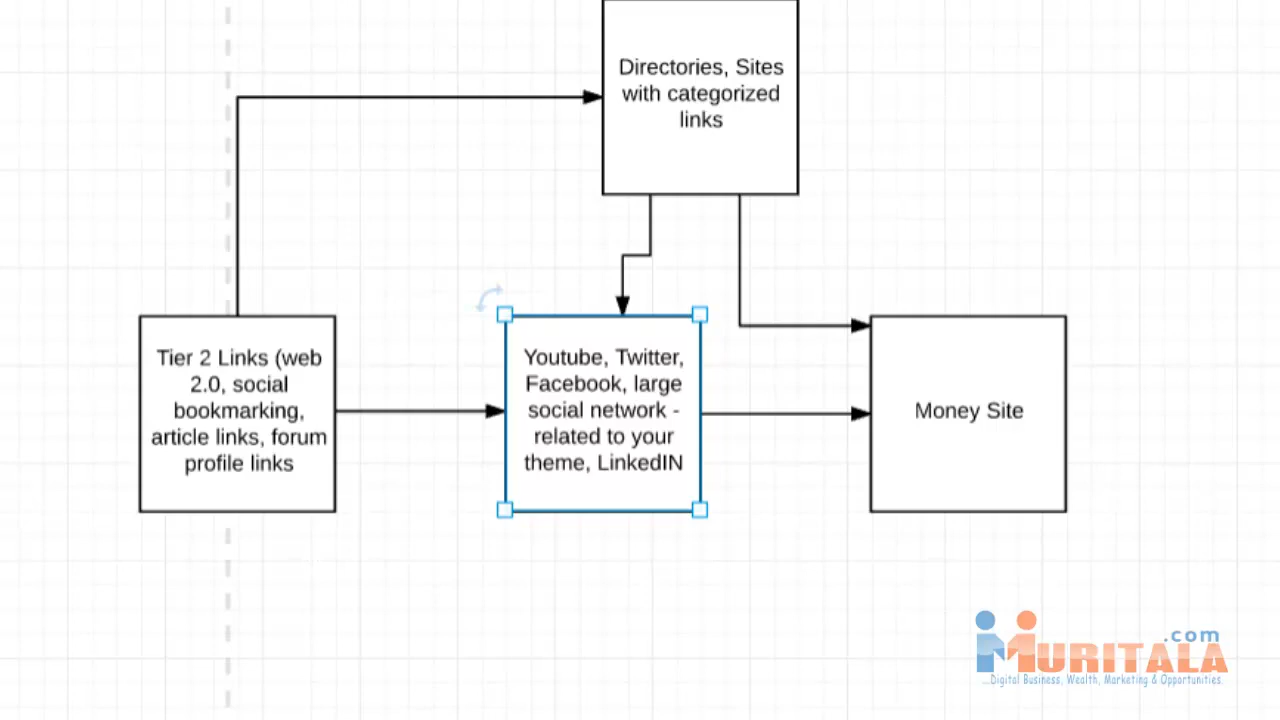 Directories, Sites
with categorized
links
Tier 2 Links (web
2.0, social
bookmarking,
article links, forum
profile links
Youtube, Twitter,
Facebook, large
social network -
related to your
theme, LinkedIN
Money Site
.com
MURITALA
...Digital Business, Wealth, Marketing & Opportunities.